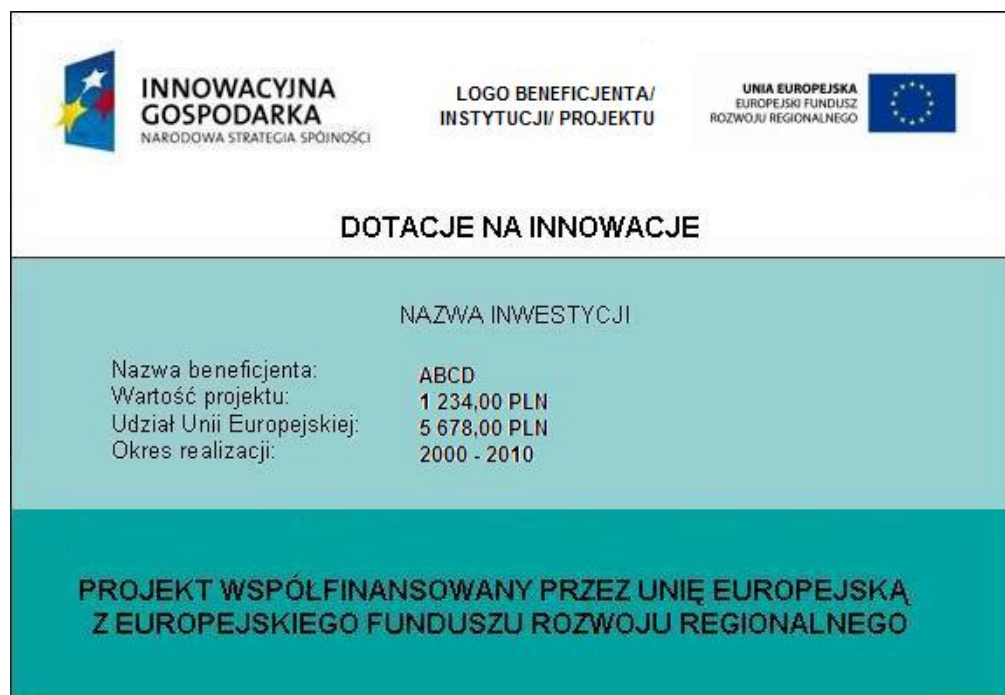 INNOWACYJNA
GOSPODARKA
NARODOWA STRATEGIA SPÓJNOŚCI
LOGO BENEFICJENTA/
INSTYTUCJI/ PROJEKTU
UNIA EUROPEJSKA
EUROPEJSKI FUNDUSZ
ROZWOJU REGIONALNEGO
DOTACJE NA INNOWACJE
NAZWA INWESTYCJI
Nazwa beneficjenta: ABCD
Wartość projektu: 1 234,00 PLN
Udział Unii Europejskiej: 5 678,00 PLN
Okres realizacji: 2000 - 2010
PROJEKT WSPÓŁFINANSOWANY PRZEZ UNIĘ EUROPEJSKĄ
Z EUROPEJSKIEGO FUNDUSZU ROZWOJU REGIONALNEGO